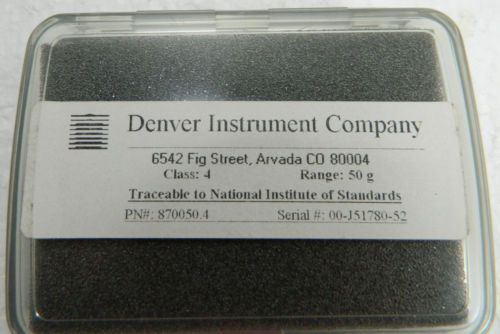 Denver Instrument Company
6542 Fig Street, Arvada CO 80004
Class: 4 Range: 50 g
Traceable to National Institute of Standards
PN#: 870050.4 Serial #: 00-J51780-52